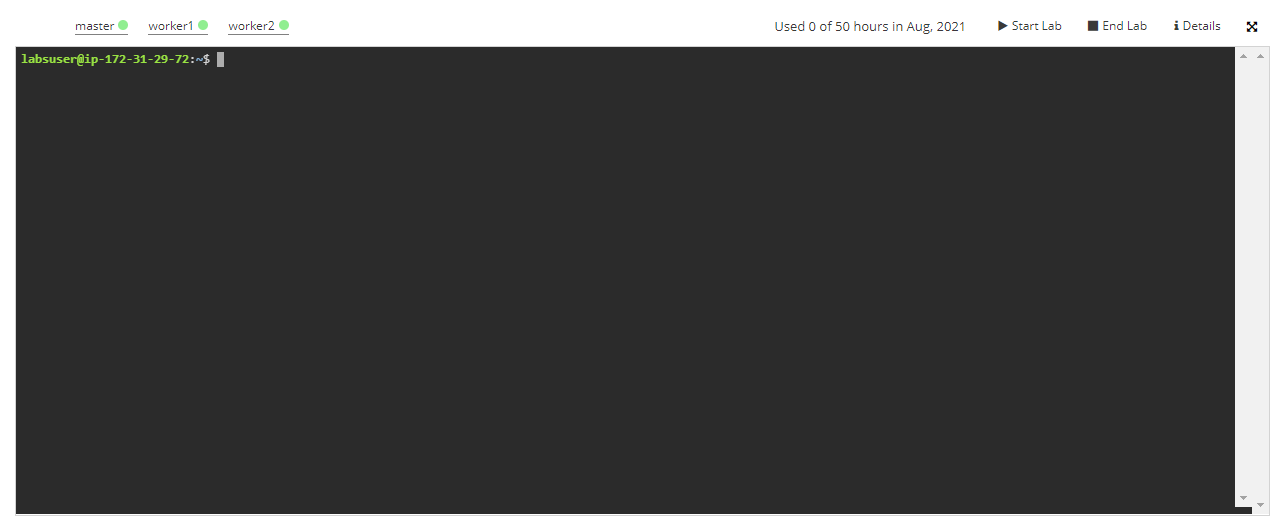 master worker1 worker2 Used 0 of 50 hours in Aug, 2021 Start Lab End Lab Details
labsuser@ip-172-31-29-72:~$